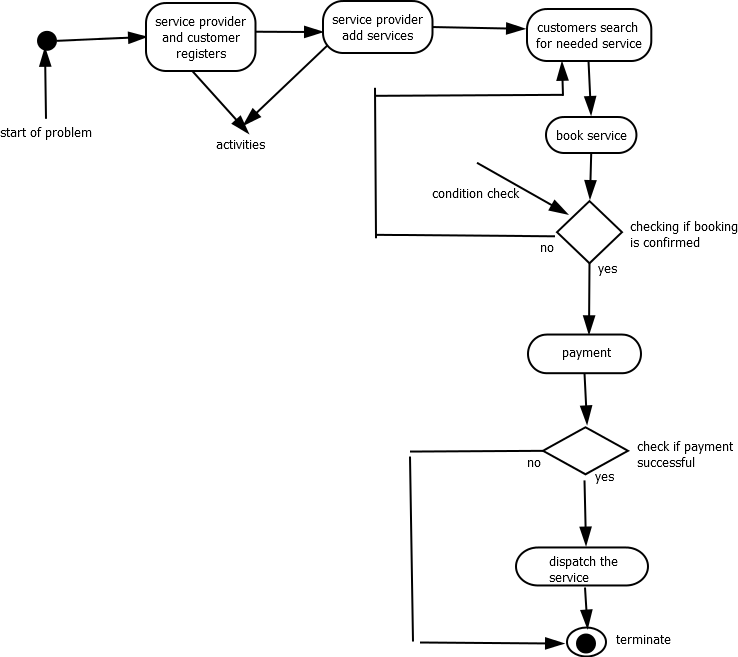 service provider
and customer
registers
service provider
add services
customers search
for needed service
start of problem
activities
book service
condition check
checking if booking
is confirmed
no
yes
payment
check if payment
successful
no
yes
dispatch the
service
terminate